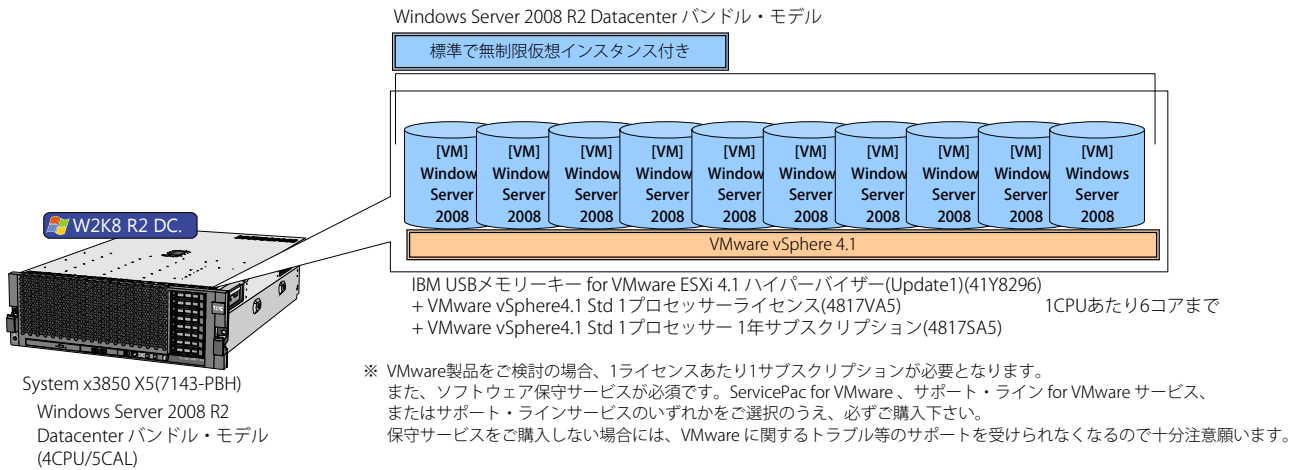 Windows Server 2008 R2 Datacenter バンドル・モデル
標準で無制限仮想インスタンス付き
[VM] [VM] [VM] [VM] [VM] [VM] [VM] [VM] [VM] [VM]
Window Window Window Window Window Window Window Window Window Windows
Server Server Server Server Server Server Server Server Server Server
2008 2008 2008 2008 2008 2008 2008 2008 2008 2008
VMware vSphere 4.1
W2K8 R2 DC.
IBM USBメモリーキー for VMware ESXi 4.1 ハイパーバイザー(Update1)(41Y8296)
+ VMware vSphere4.1 Std 1プロセッサーライセンス(4817VA5) 1CPUあたり6コアまで
+ VMware vSphere4.1 Std 1プロセッサー 1年サブスクリプション(4817SA5)
System x3850 X5(7143-PBH)
Windows Server 2008 R2
Datacenter バンドル・モデル
(4CPU/5CAL)
※ VMware製品をご検討の場合、1ライセンスあたり1サブスクリプションが必要となります。
また、ソフトウェア保守サービスが必須です。ServicePac for VMware 、サポート・ライン for VMware サービス、
またはサポート・ラインサービスのいずれかをご選択のうえ、必ずご購入下さい。
保守サービスをご購入しない場合には、VMware に関するトラブル等のサポートを受けられなくなるので十分注意願います。